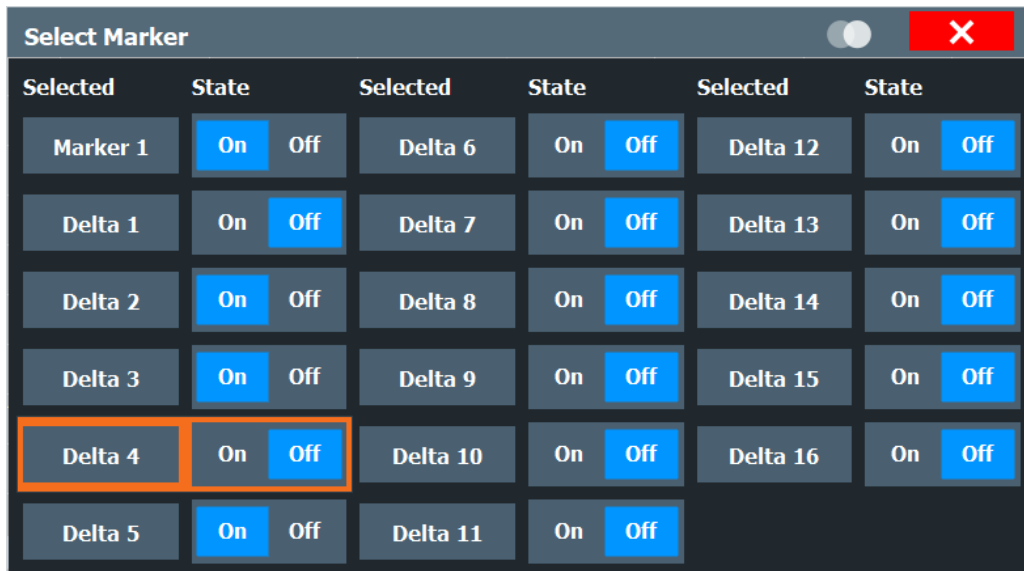 Select Marker
Selected State Selected State Selected State
Marker 1 On Off Delta 6 On Off Delta 12 On Off
Delta 1 On Off Delta 7 On Off Delta 13 On Off
Delta 2 On Off Delta 8 On Off Delta 14 On Off
Delta 3 On Off Delta 9 On Off Delta 15 On Off
Delta 4 On Off Delta 10 On Off Delta 16 On Off
Delta 5 On Off Delta 11 On Off